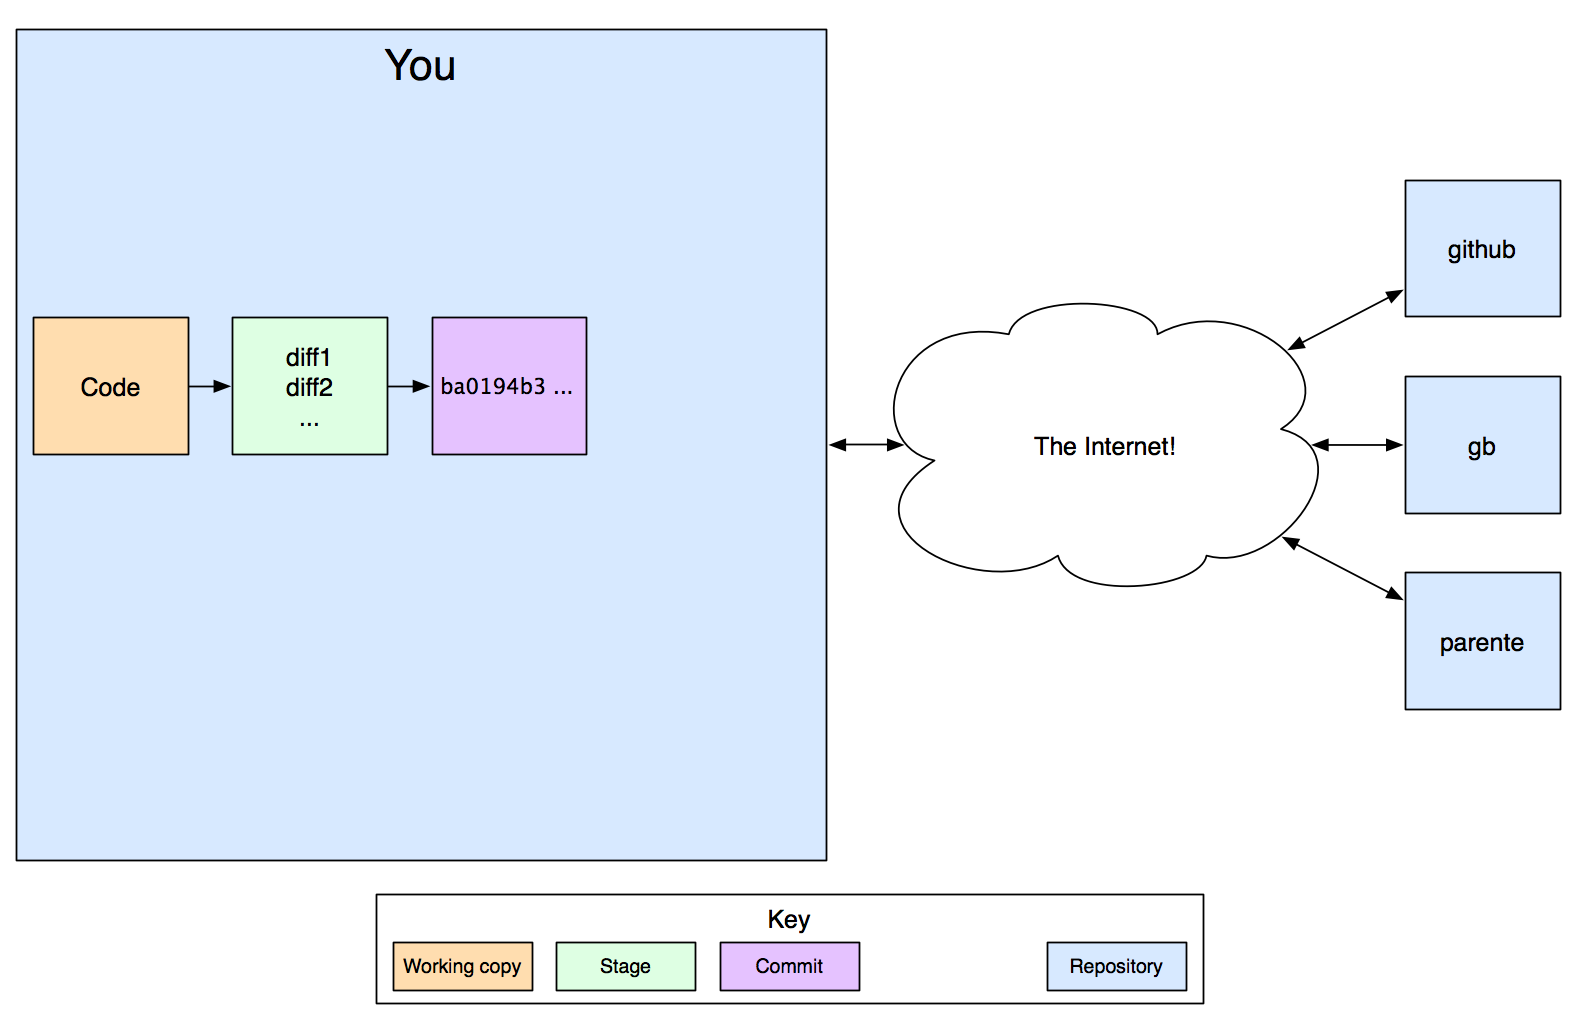 You
Code
diff1
diff2
...
ba0194b3 ...
The Internet!
github
gb
parente
Key
Working copy
Stage
Commit
Repository